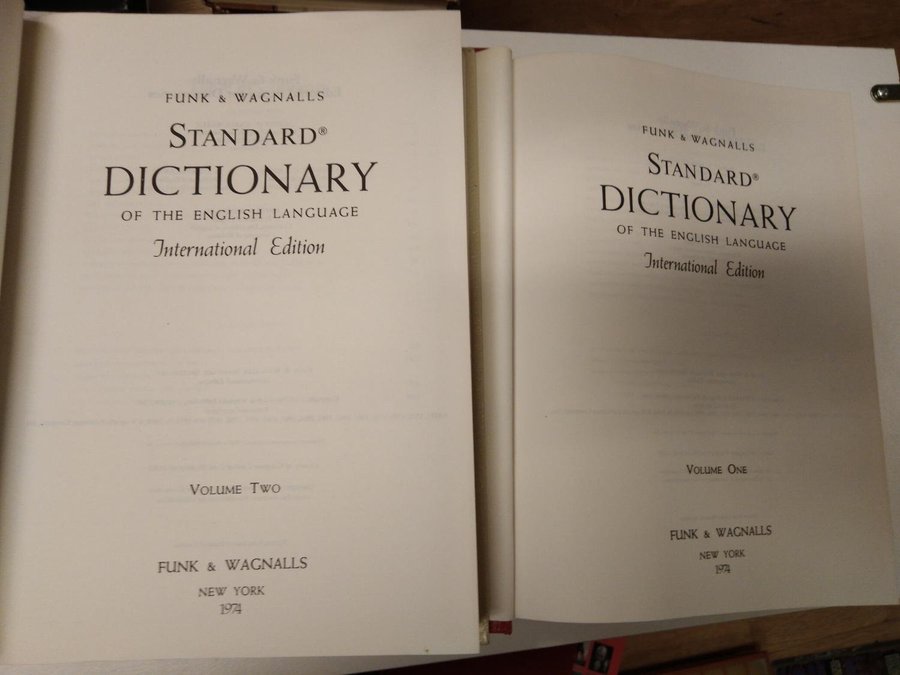 FUNK & WAGNALLS
STANDARD®
DICTIONARY
OF THE ENGLISH LANGUAGE
International Edition
VOLUME TWO
FUNK & WAGNALLS
NEW YORK
1974
FUNK & WAGNALLS
STANDARD®
DICTIONARY
OF THE ENGLISH LANGUAGE
International Edition
VOLUME ONE
FUNK & WAGNALLS
NEW YORK
1974